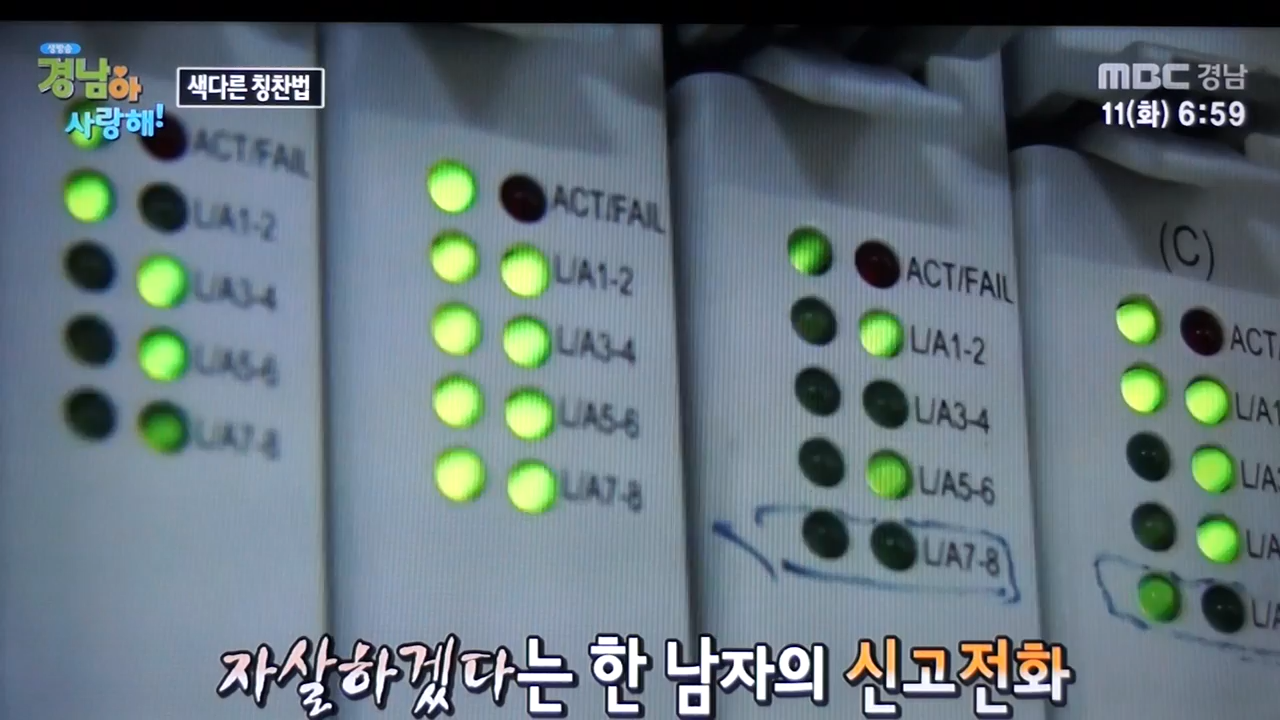 생방송
경남아
사랑해!
색다른 칭찬법
MBC 경남
11(화) 6:59
ACT/FAIL
L/A1-2
L/A3-4
L/A5-6
L/A7-8
ACT/FAIL
L/A1-2
L/A3-4
L/A5-6
L/A7-8
ACT/FAIL
L/A1-2
L/A3-4
L/A5-6
L/A7-8
(C)
ACT/
L/A1
L/A3
L/A
L/A
자살하겠다는 한 남자의 신고전화